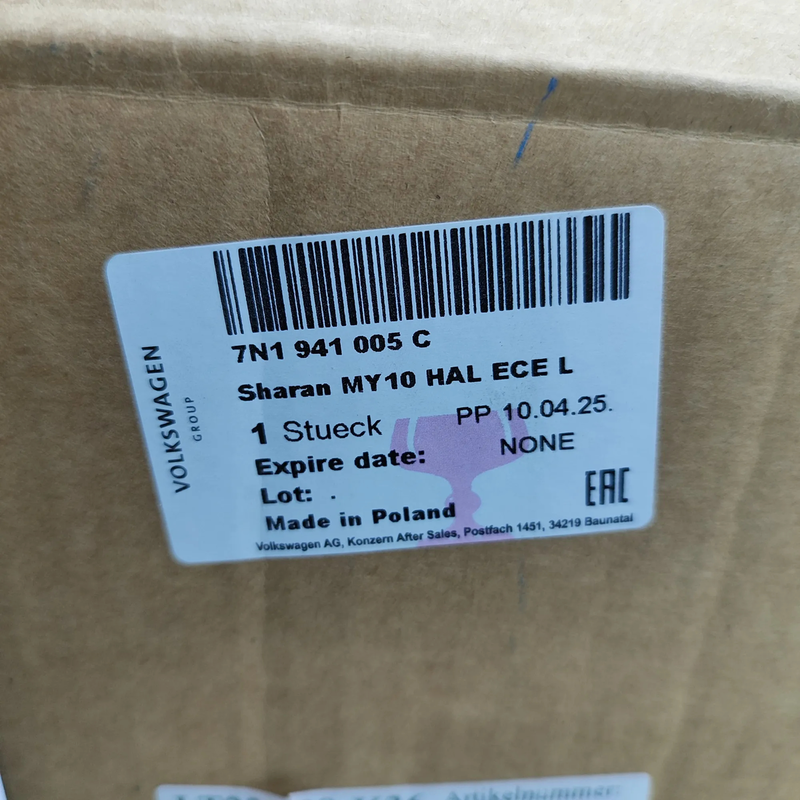 VOLKSWAGEN
GROUP
7N1 941 005 C
Sharan MY10 HAL ECE L
1 Stueck PP 10.04.25.
Expire date: NONE
Lot: .
EAC
Made in Poland
Volkswagen AG, Konzern After Sales, Postfach 1451, 34219 Baunatal
Artikelnummer: